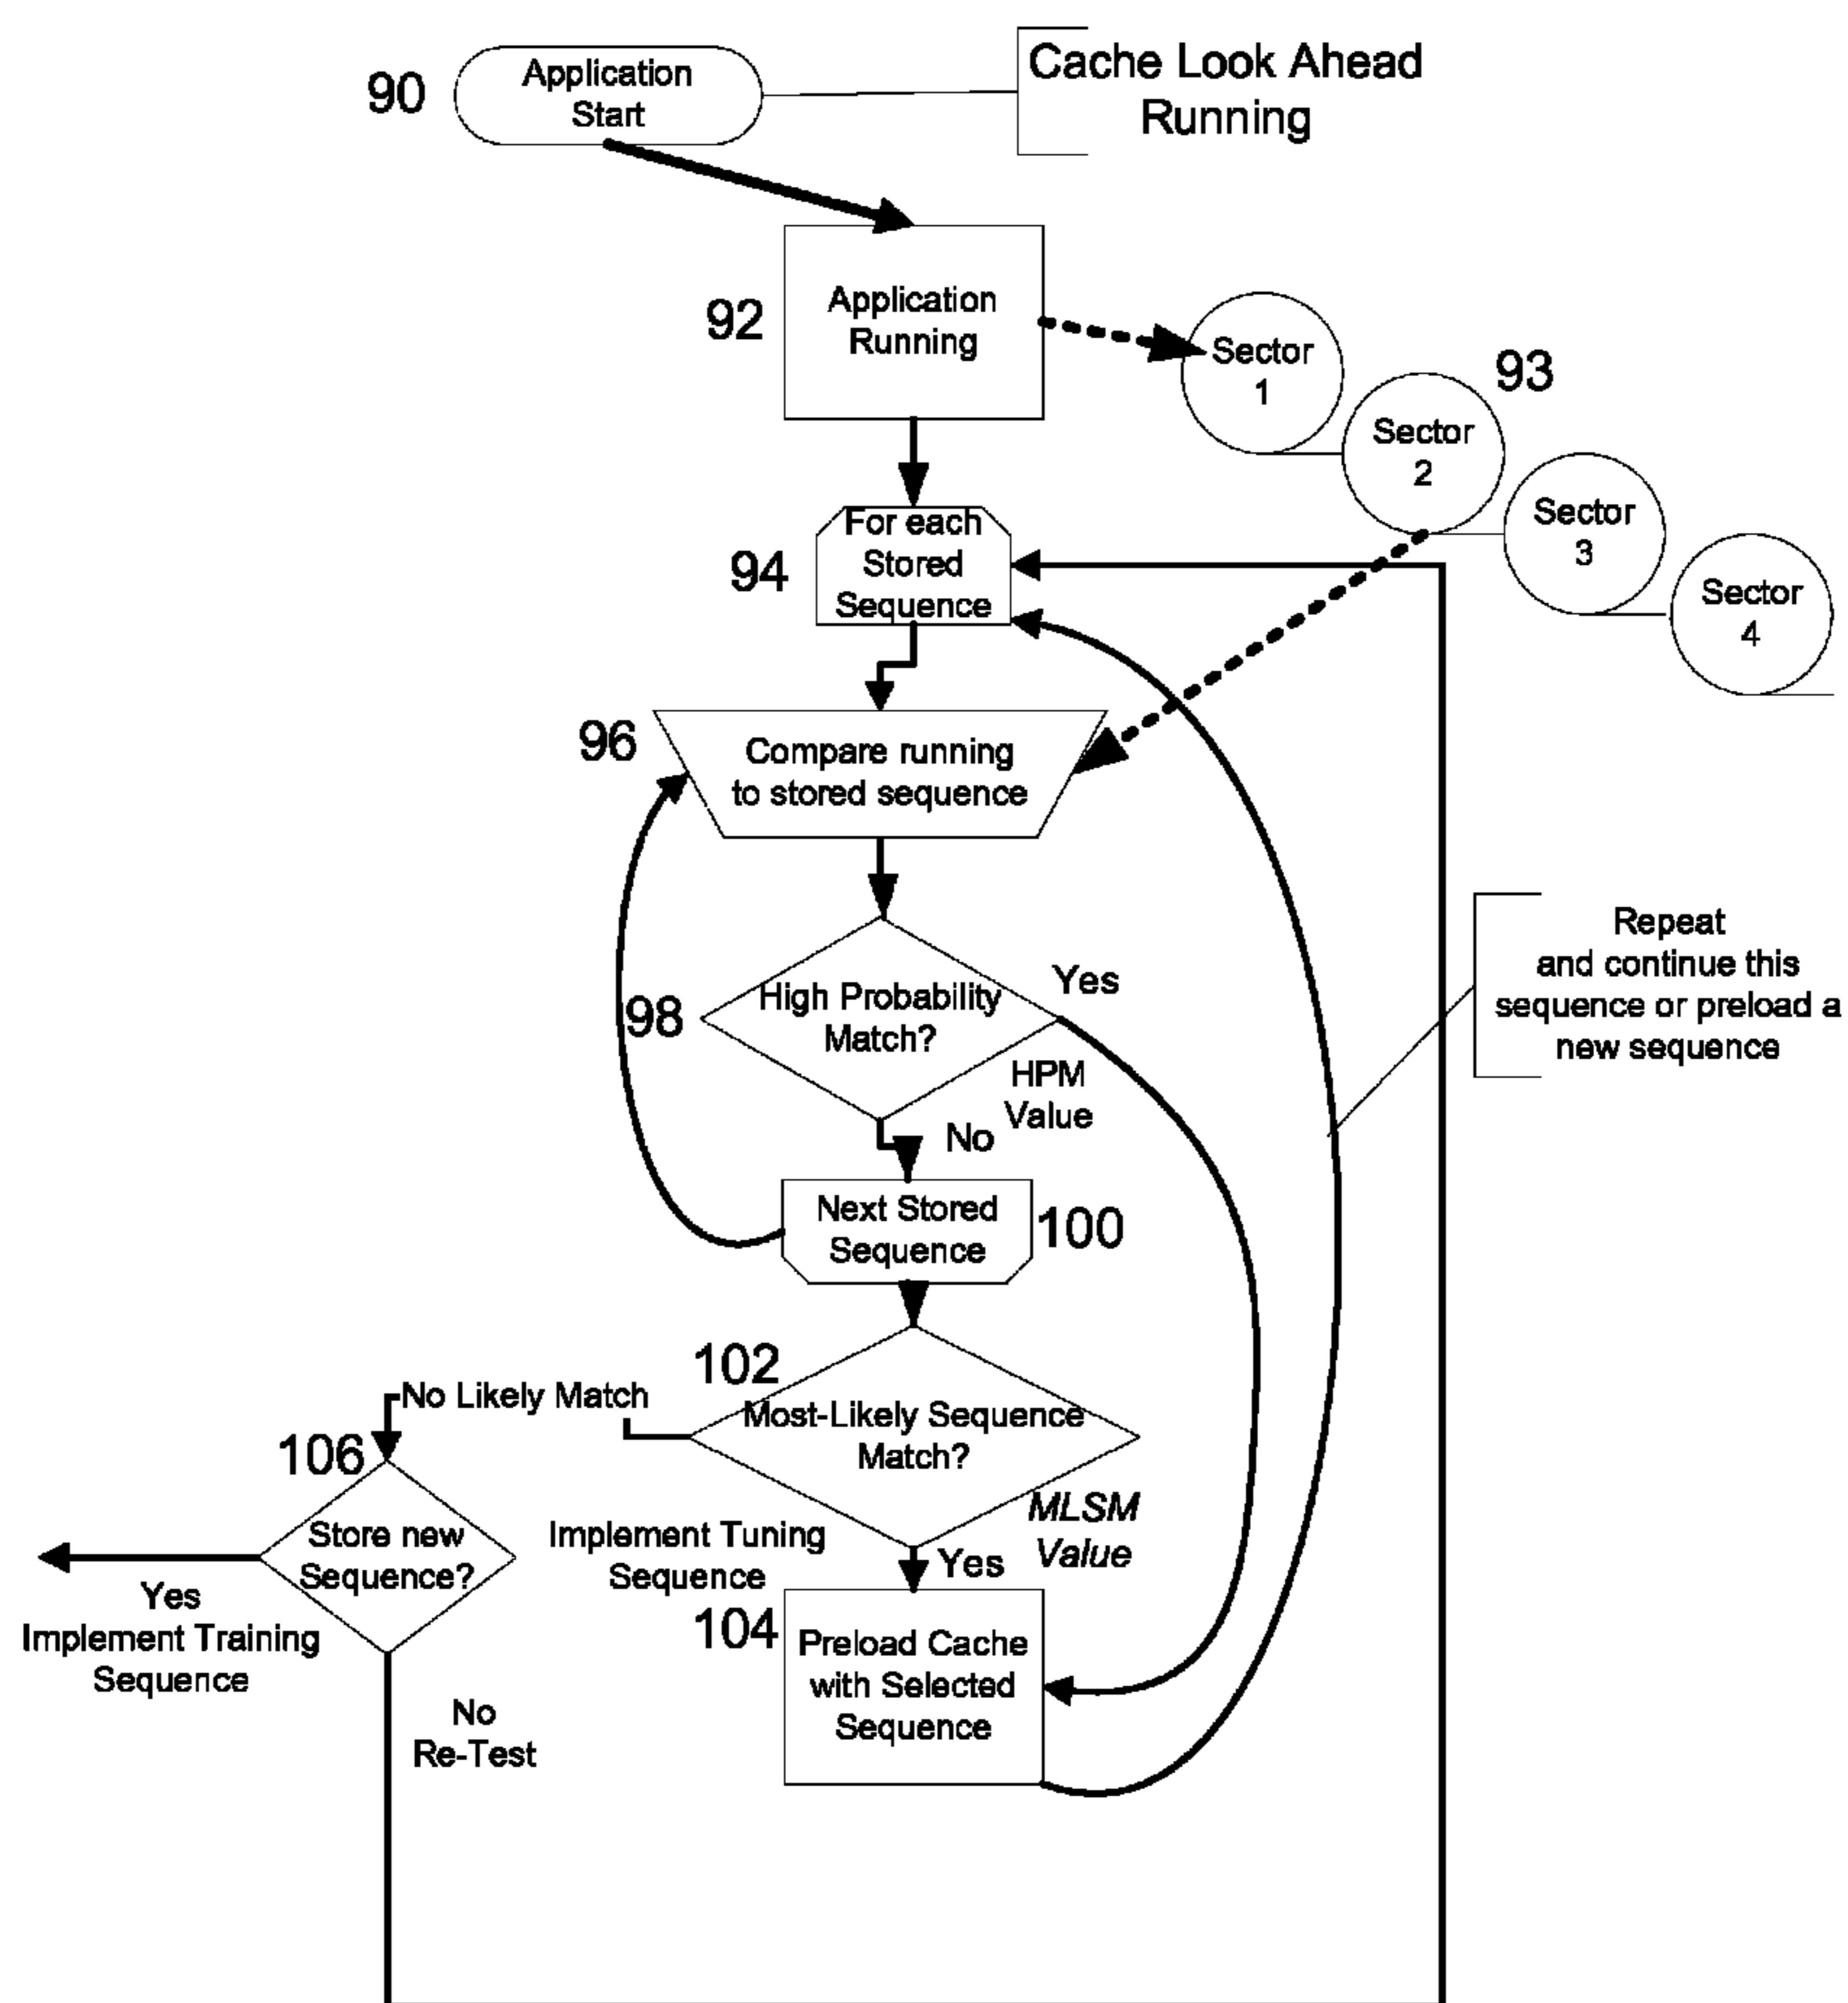 90
Application
Start
Cache Look Ahead
Running
92
Application
Running
Sector
1
93
Sector
2
Sector
3
Sector
4
94
For each
Stored
Sequence
96
Compare running
to stored sequence
98
High Probability
Match?
Yes
HPM
Value
No
Repeat
and continue this
sequence or preload a
new sequence
Next Stored
Sequence
100
102
Most-Likely Sequence
Match?
No Likely Match
MLSM
Value
106
Store new
Sequence?
Implement Tuning
Sequence
Yes
Yes
Implement Training
Sequence
104
Preload Cache
with Selected
Sequence
No
Re-Test